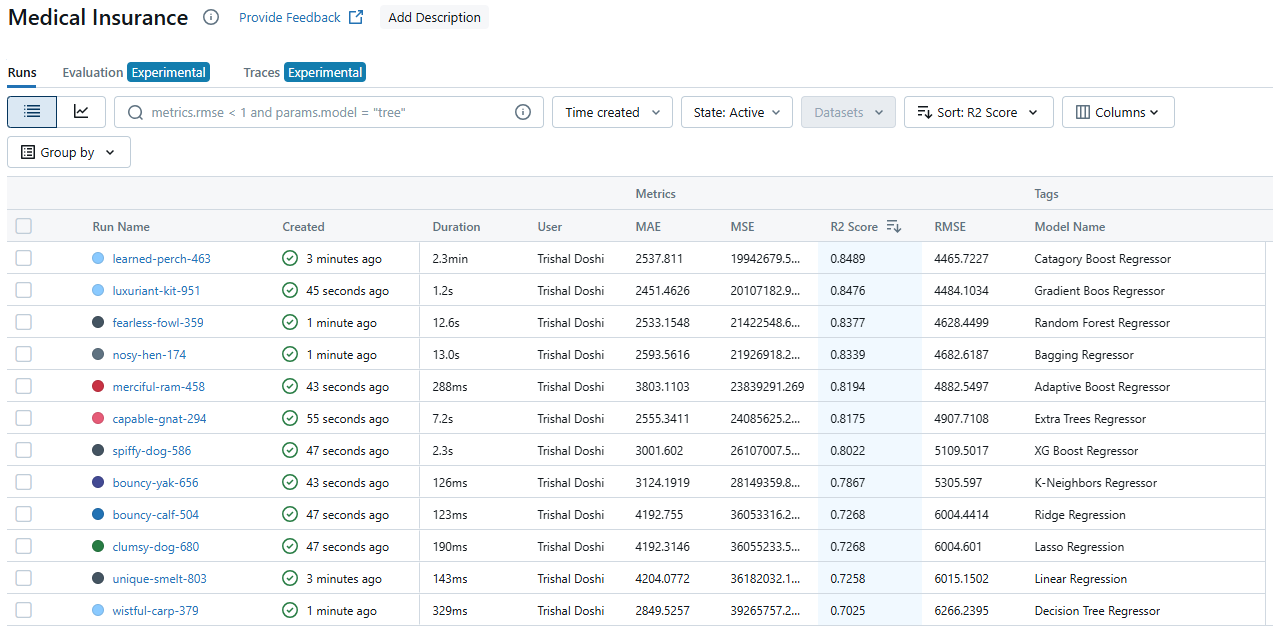 Medical Insurance Provide Feedback Add Description
Runs Evaluation Experimental Traces Experimental
metrics.rmse < 1 and params.model = "tree" Time created State: Active Datasets Sort: R2 Score Columns
Group by
Metrics Tags
Run Name Created Duration User MAE MSE R2 Score RMSE Model Name
learned-perch-463 3 minutes ago 2.3min Trishal Doshi 2537.811 19942679.5... 0.8489 4465.7227 Catagory Boost Regressor
luxuriant-kit-951 45 seconds ago 1.2s Trishal Doshi 2451.4626 20107182.9... 0.8476 4484.1034 Gradient Boos Regressor
fearless-fowl-359 1 minute ago 12.6s Trishal Doshi 2533.1548 21422548.6... 0.8377 4628.4499 Random Forest Regressor
nosy-hen-174 1 minute ago 13.0s Trishal Doshi 2593.5616 21926918.2... 0.8339 4682.6187 Bagging Regressor
merciful-ram-458 43 seconds ago 288ms Trishal Doshi 3803.1103 23839291.269 0.8194 4882.5497 Adaptive Boost Regressor
capable-gnat-294 55 seconds ago 7.2s Trishal Doshi 2555.3411 24085625.2... 0.8175 4907.7108 Extra Trees Regressor
spiffy-dog-586 47 seconds ago 2.3s Trishal Doshi 3001.602 26107007.5... 0.8022 5109.5017 XG Boost Regressor
bouncy-yak-656 43 seconds ago 126ms Trishal Doshi 3124.1919 28149359.8... 0.7867 5305.597 K-Neighbors Regressor
bouncy-calf-504 47 seconds ago 123ms Trishal Doshi 4192.755 36053316.2... 0.7268 6004.4414 Ridge Regression
clumsy-dog-680 47 seconds ago 190ms Trishal Doshi 4192.3146 36055233.5... 0.7268 6004.601 Lasso Regression
unique-smelt-803 3 minutes ago 143ms Trishal Doshi 4204.0772 36182032.1... 0.7258 6015.1502 Linear Regression
wistful-carp-379 1 minute ago 329ms Trishal Doshi 2849.5257 39265757.2... 0.7025 6266.2395 Decision Tree Regressor